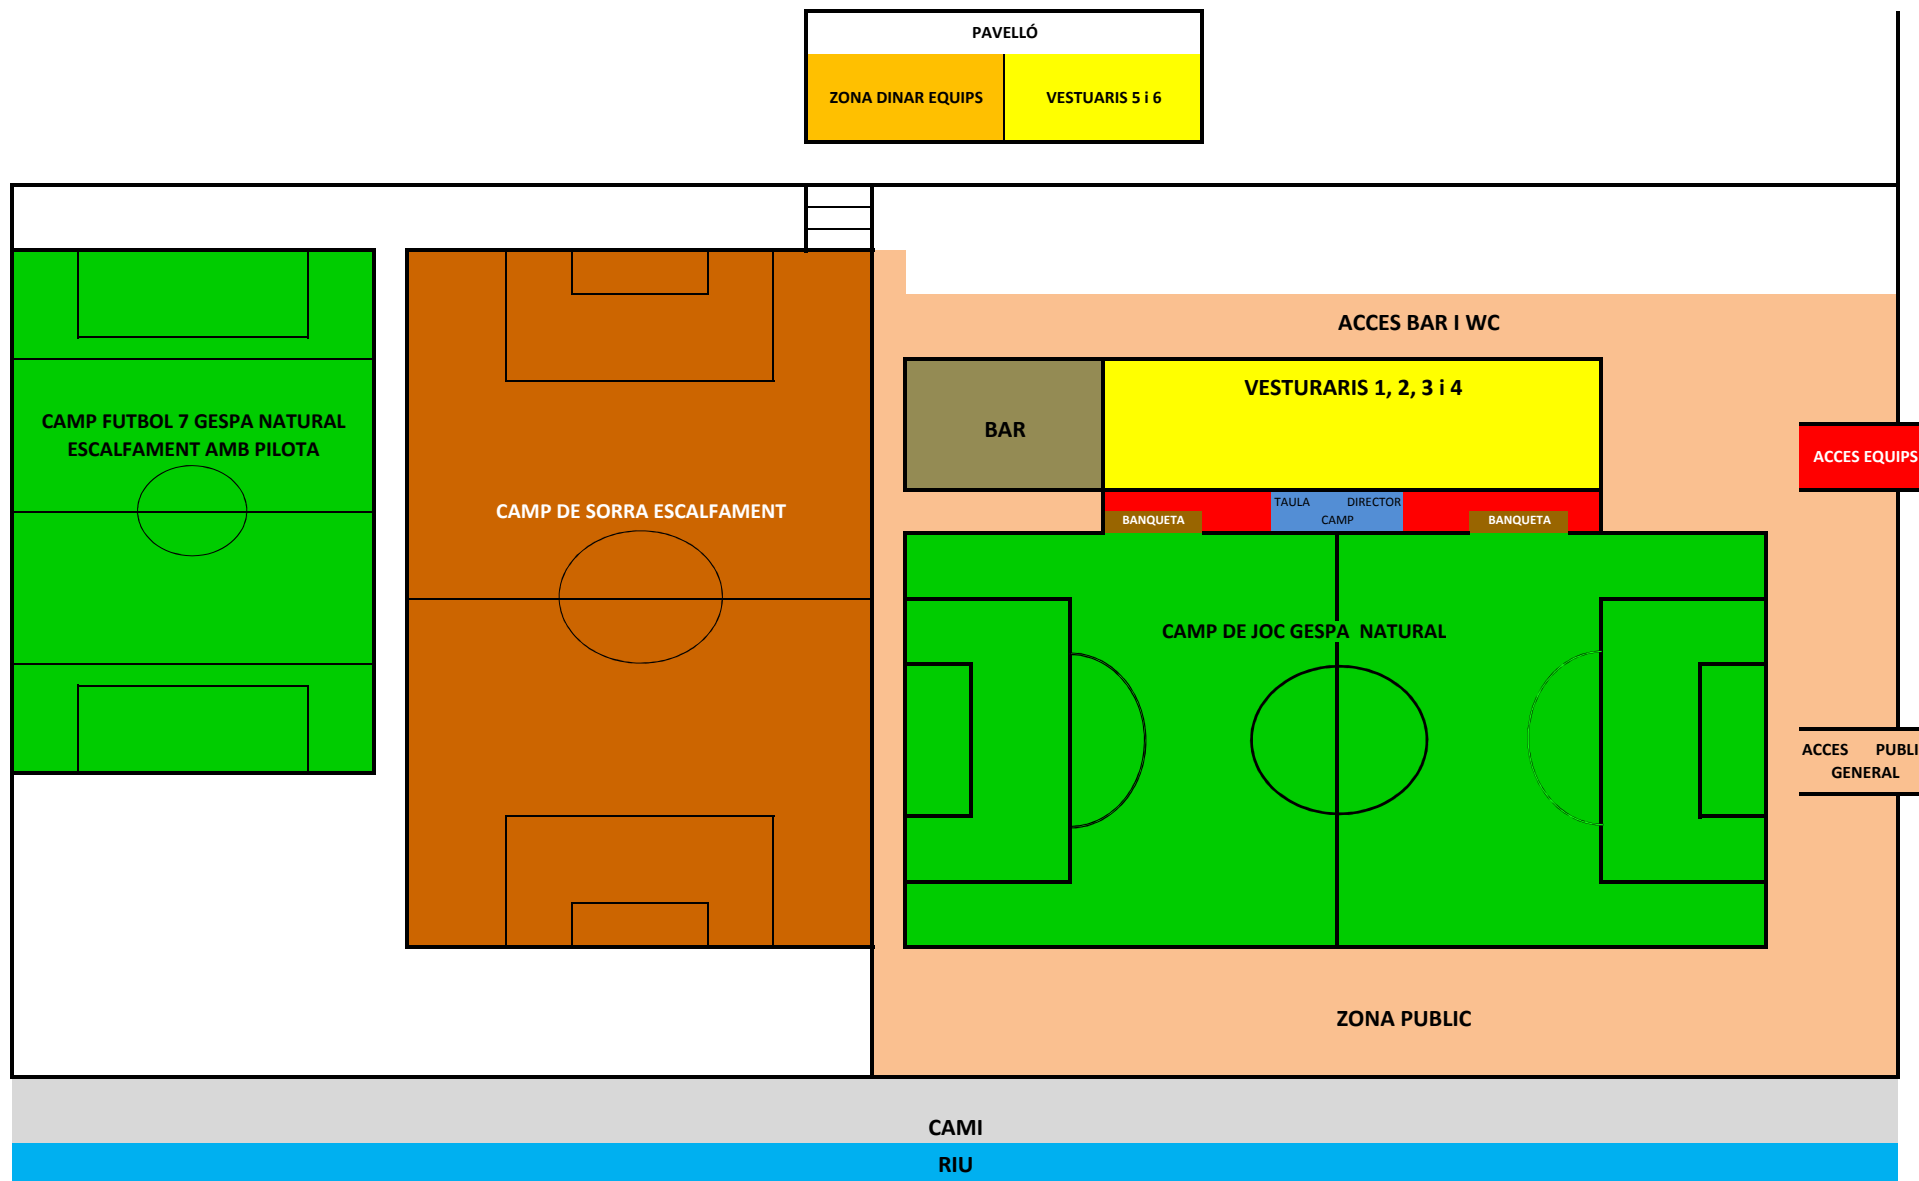 PAVELLÓ
ZONA DINAR EQUIPS
VESTUARIS 5 i 6
ACCES BAR I WC
VESTURARIS 1, 2, 3 i 4
BAR
CAMP FUTBOL 7 GESPA NATURAL
ESCALFAMENT AMB PILOTA
ACCES EQUIPS
CAMP DE SORRA ESCALFAMENT
TAULA DIRECTOR
CAMP
BANQUETA
BANQUETA
CAMP DE JOC GESPA NATURAL
ACCES PUBLI
GENERAL
ZONA PUBLIC
CAMI
RIU